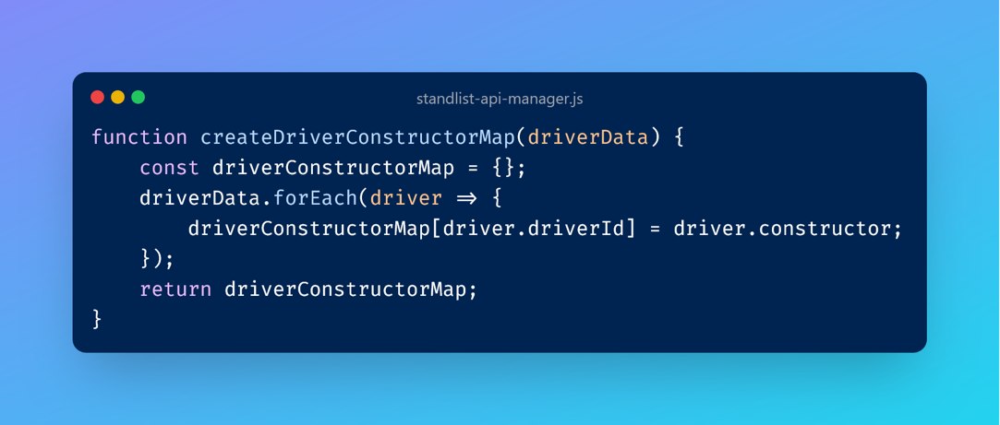 standlist-api-manager.js
function createDriverConstructorMap(driverData) {
    const driverConstructorMap = {};
    driverData.forEach(driver => {
        driverConstructorMap[driver.driverId] = driver.constructor;
    });
    return driverConstructorMap;
}